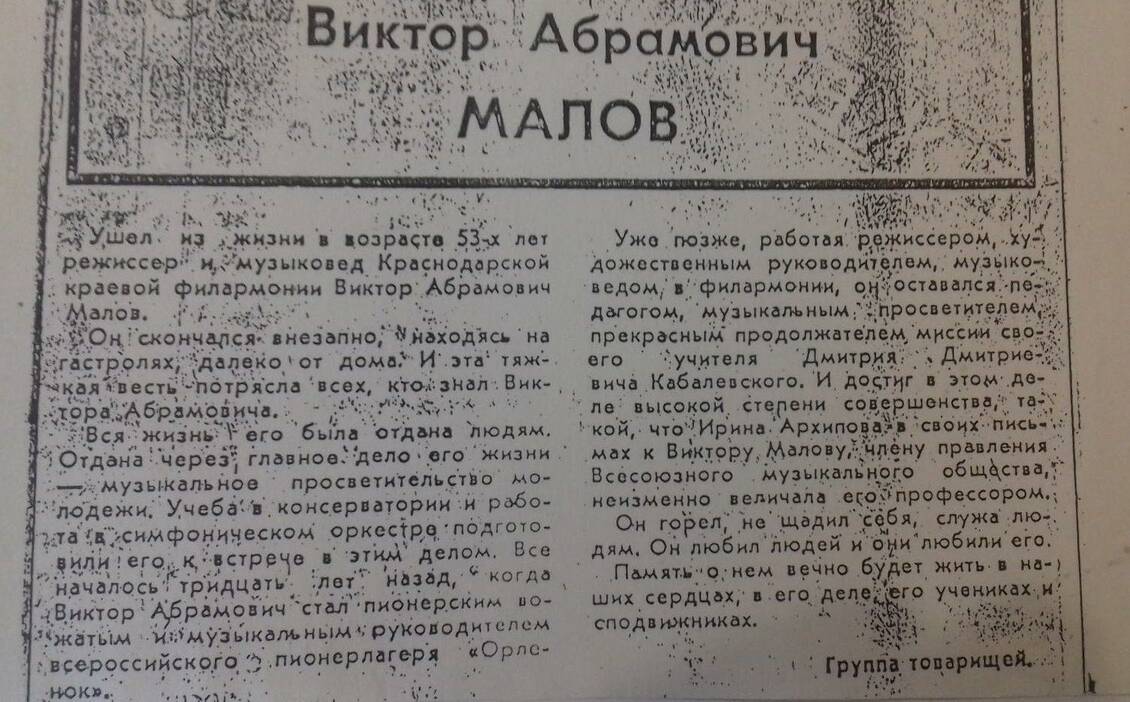 Виктор Абрамович
МАЛОВ
Ушел из жизни в возрасте 53-х лет
режиссер и музыковед Краснодарской
краевой филармонии Виктор Абрамович
Малов.
Он скончался внезапно, находясь на
гастролях, далеко от дома. И эта тяж-
кая весть потрясла всех, кто знал Вик-
тора Абрамовича.
Вся жизнь его была отдана людям.
Отдана через главное дело его жизни
— музыкальное просветительство мо-
лодежи. Учеба в консерватории и рабо-
та в симфоническом оркестре подгото-
вили его к встрече в этим делом. Все
началось тридцать лет назад, когда
Виктор Абрамович стал пионерским во-
жатым и музыкальным руководителем
всероссийского пионерлагеря «Орле-
нок».
Уже позже, работая режиссером, ху-
дожественным руководителем, музыко-
ведом в филармонии, он оставался пе-
дагогом, музыкальным просветителем,
прекрасным продолжателем миссии сво-
его учителя Дмитрия Дмитрие-
вича Кабалевского. И достиг в этом де-
ле высокой степени совершенства, та-
кой, что Ирина Архипова в своих пись-
мах к Виктору Малову, члену правления
Всесоюзного музыкального общества,
неизменно величала его профессором.
Он горел, не щадил себя, служа лю-
дям. Он любил людей и они любили его.
Память о нем вечно будет жить в на-
ших сердцах, в его деле, его учениках и
сподвижниках.
Группа товарищей.